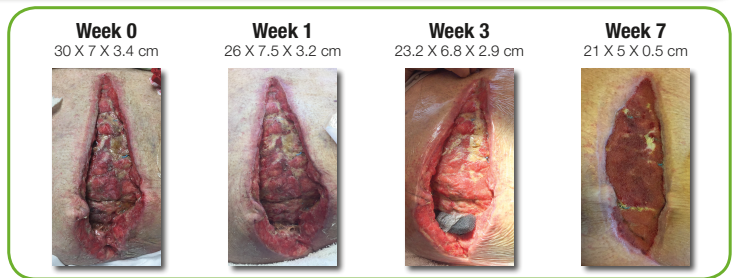 Week 0
30 X 7 X 3.4 cm
Week 1
26 X 7.5 X 3.2 cm
Week 3
23.2 X 6.8 X 2.9 cm
Week 7
21 X 5 X 0.5 cm